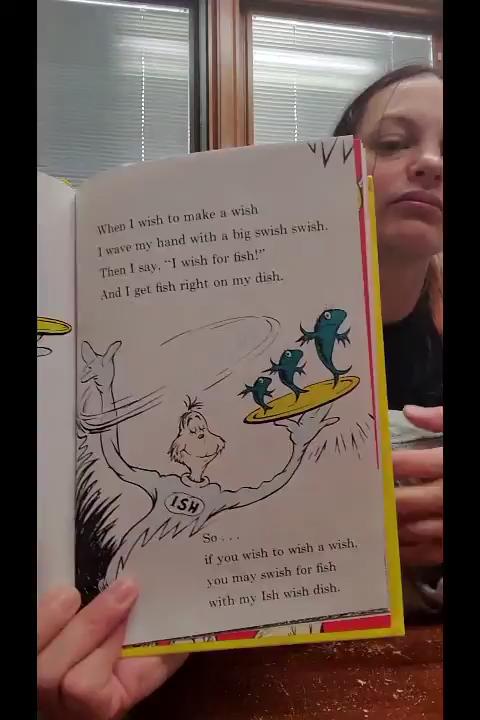 When I wish to make a wish
I wave my hand with a big swish swish.
Then I say, "I wish for fish!"
And I get fish right on my dish.
ISH
So . . .
if you wish to wish a wish,
you may swish for fish
with my Ish wish dish.